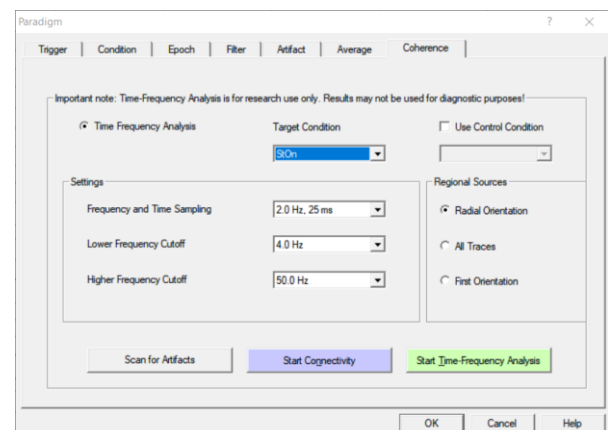 Paradigm ? ×
Trigger Condition Epoch Filter Artifact Average Coherence
Important note: Time-Frequency Analysis is for research use only. Results may not be used for diagnostic purposes!
Time Frequency Analysis Target Condition Use Control Condition
StOn
Settings Regional Sources
Frequency and Time Sampling 2.0 Hz, 25 ms Radial Orientation
Lower Frequency Cutoff 4.0 Hz All Traces
Higher Frequency Cutoff 50.0 Hz First Orientation
Scan for Artifacts Start Connectivity Start Time-Frequency Analysis
OK Cancel Help